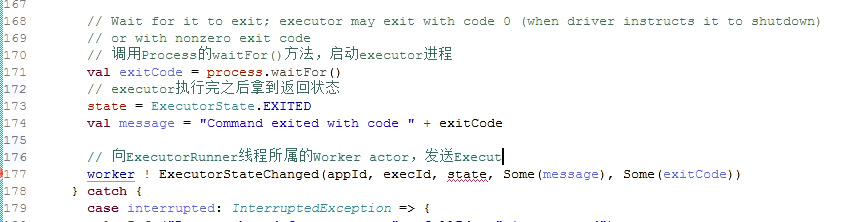 167
168 // Wait for it to exit; executor may exit with code 0 (when driver instructs it to shutdown)
169 // or with nonzero exit code
170 // 调用Process的waitFor()方法，启动executor进程
171 val exitCode = process.waitFor()
172 // executor执行完之后拿到返回状态
173 state = ExecutorState.EXITED
174 val message = "Command exited with code " + exitCode
175
176 // 向ExecutorRunner线程所属的Worker actor，发送Execut
177 worker ! ExecutorStateChanged(appId, execId, state, Some(message), Some(exitCode))
178 } catch {
179 case interrupted: InterruptedException => {